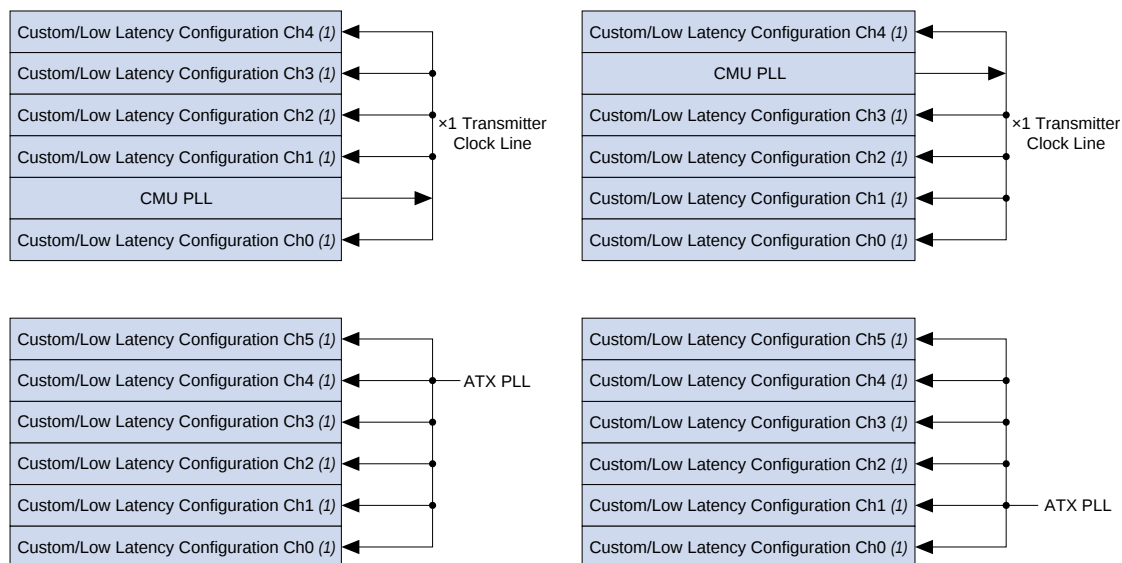 Custom/Low Latency Configuration Ch4 (1)
Custom/Low Latency Configuration Ch3 (1)
Custom/Low Latency Configuration Ch2 (1)
Custom/Low Latency Configuration Ch1 (1)
CMU PLL
Custom/Low Latency Configuration Ch0 (1)
×1 Transmitter
Clock Line
Custom/Low Latency Configuration Ch4 (1)
CMU PLL
Custom/Low Latency Configuration Ch3 (1)
Custom/Low Latency Configuration Ch2 (1)
Custom/Low Latency Configuration Ch1 (1)
Custom/Low Latency Configuration Ch0 (1)
×1 Transmitter
Clock Line
Custom/Low Latency Configuration Ch5 (1)
Custom/Low Latency Configuration Ch4 (1)
Custom/Low Latency Configuration Ch3 (1)
Custom/Low Latency Configuration Ch2 (1)
Custom/Low Latency Configuration Ch1 (1)
Custom/Low Latency Configuration Ch0 (1)
ATX PLL
Custom/Low Latency Configuration Ch5 (1)
Custom/Low Latency Configuration Ch4 (1)
Custom/Low Latency Configuration Ch3 (1)
Custom/Low Latency Configuration Ch2 (1)
Custom/Low Latency Configuration Ch1 (1)
Custom/Low Latency Configuration Ch0 (1)
ATX PLL